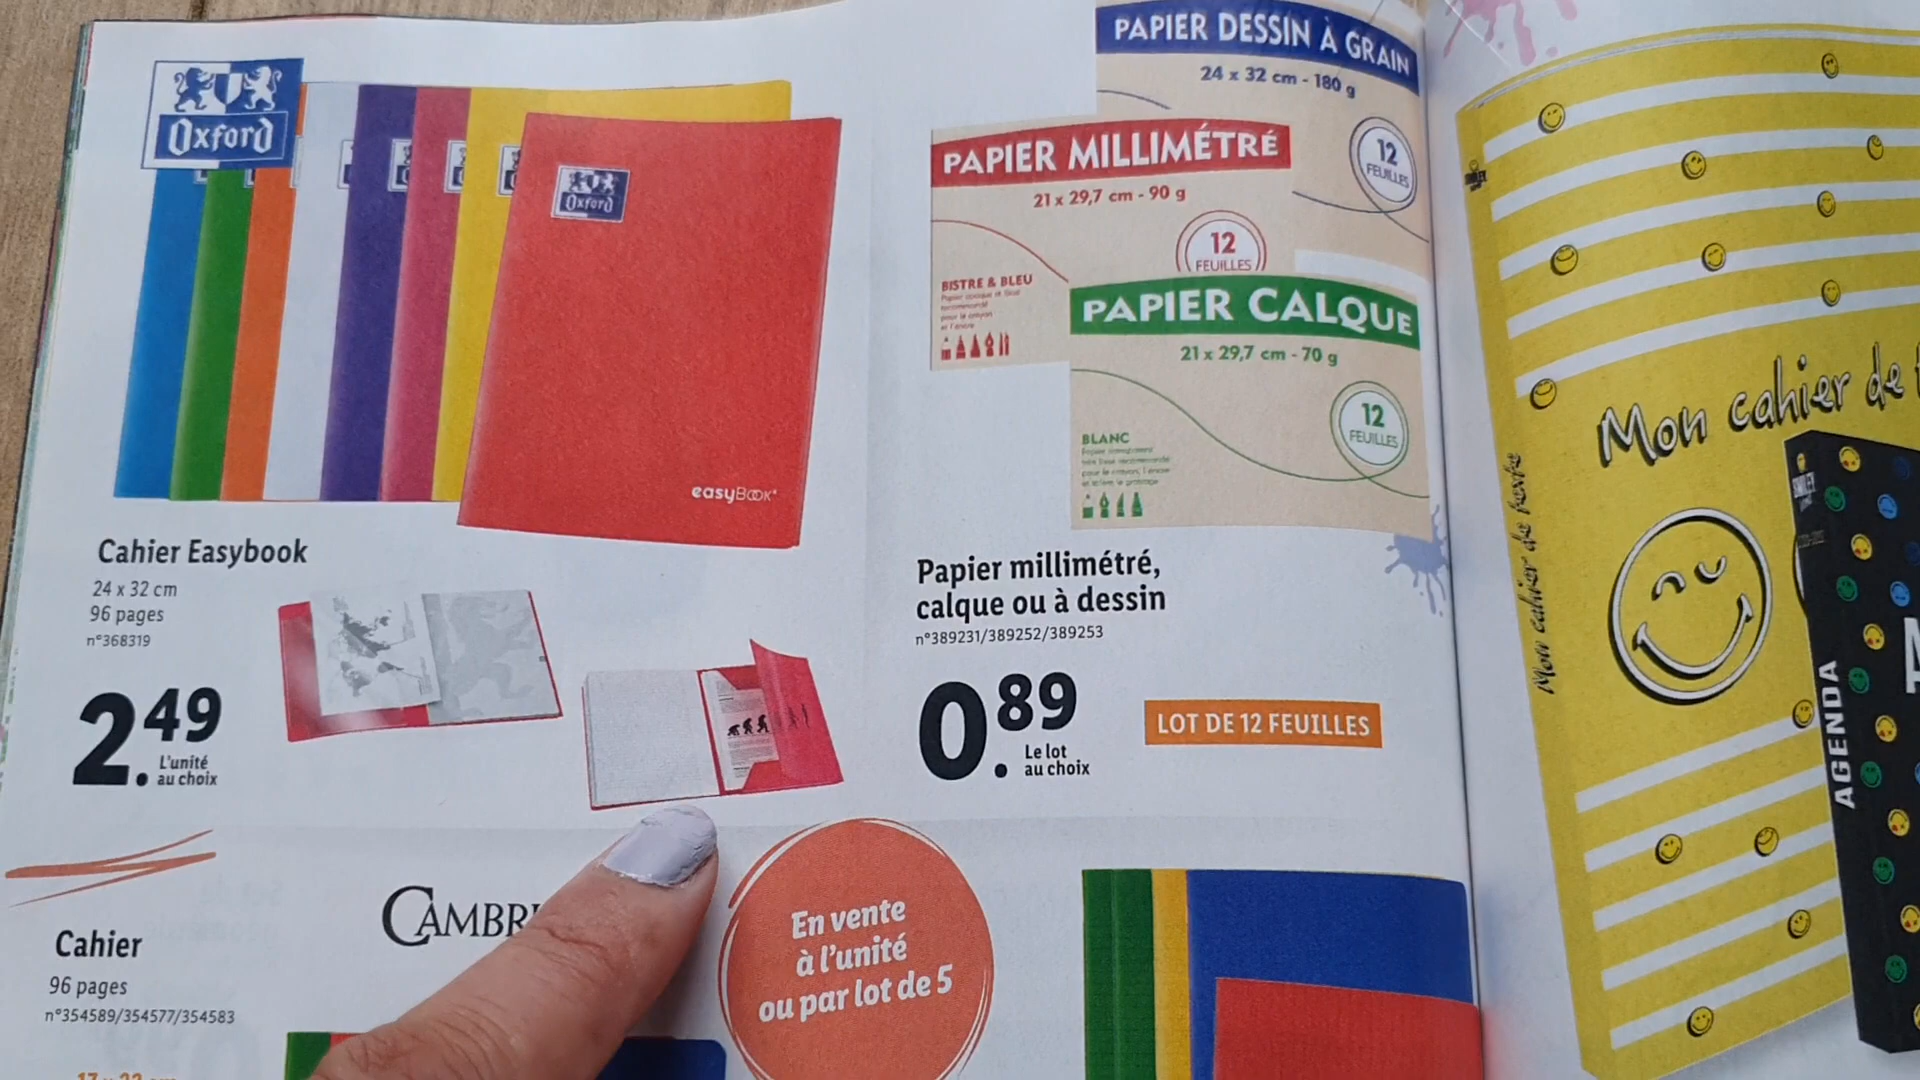 Oxford
Oxford
easyBOOK
Cahier Easybook
24 x 32 cm
96 pages
n°368319
2.49
L'unité
au choix
PAPIER DESSIN À GRAIN
24 x 32 cm - 180 g
12
FEUILLES
PAPIER MILLIMÉTRÉ
21 x 29,7 cm - 90 g
12
FEUILLES
BISTRE & BLEU
PAPIER CALQUE
21 x 29,7 cm - 70 g
12
FEUILLES
BLANC
Papier millimétré,
calque ou à dessin
n°389231/389252/389253
0.89
Le lot
au choix
LOT DE 12 FEUILLES
Cahier
96 pages
n°354589/354577/354583
CAMBRI
En vente
à l'unité
ou par lot de 5
Mon cahier de
Mon cahier de texte
AGENDA